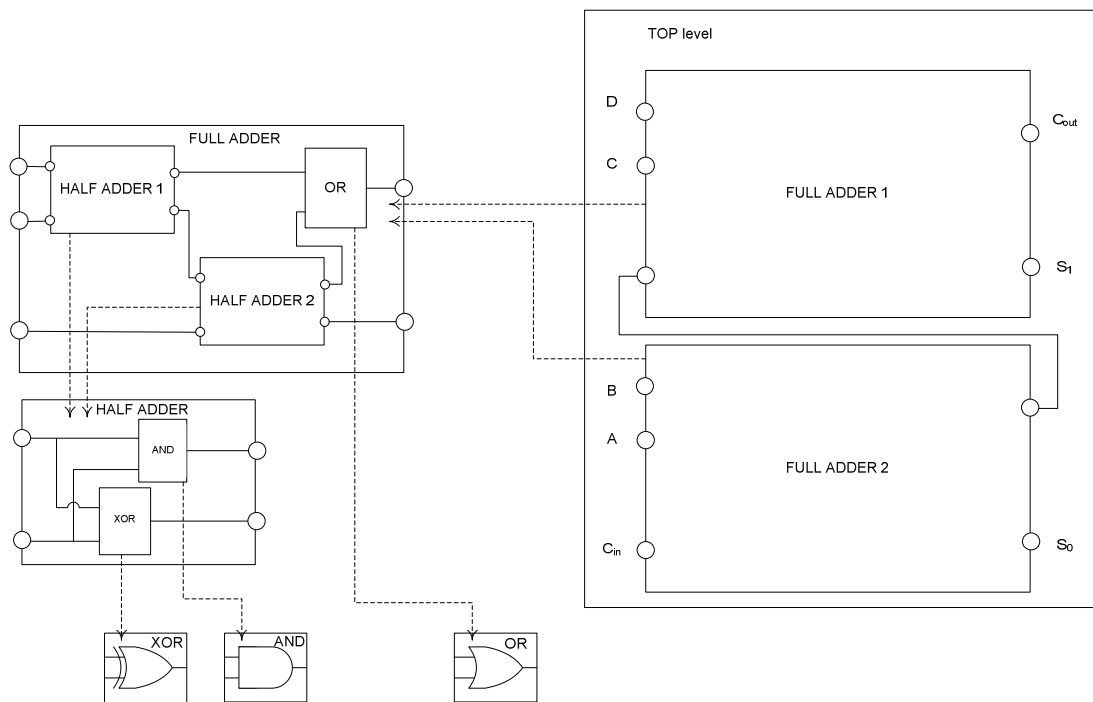 TOP level
D
C
FULL ADDER 1
Cout
S1
B
A
Cin
FULL ADDER 2
S0
FULL ADDER
HALF ADDER 1
OR
HALF ADDER 2
HALF ADDER
AND
XOR
XOR
AND
OR